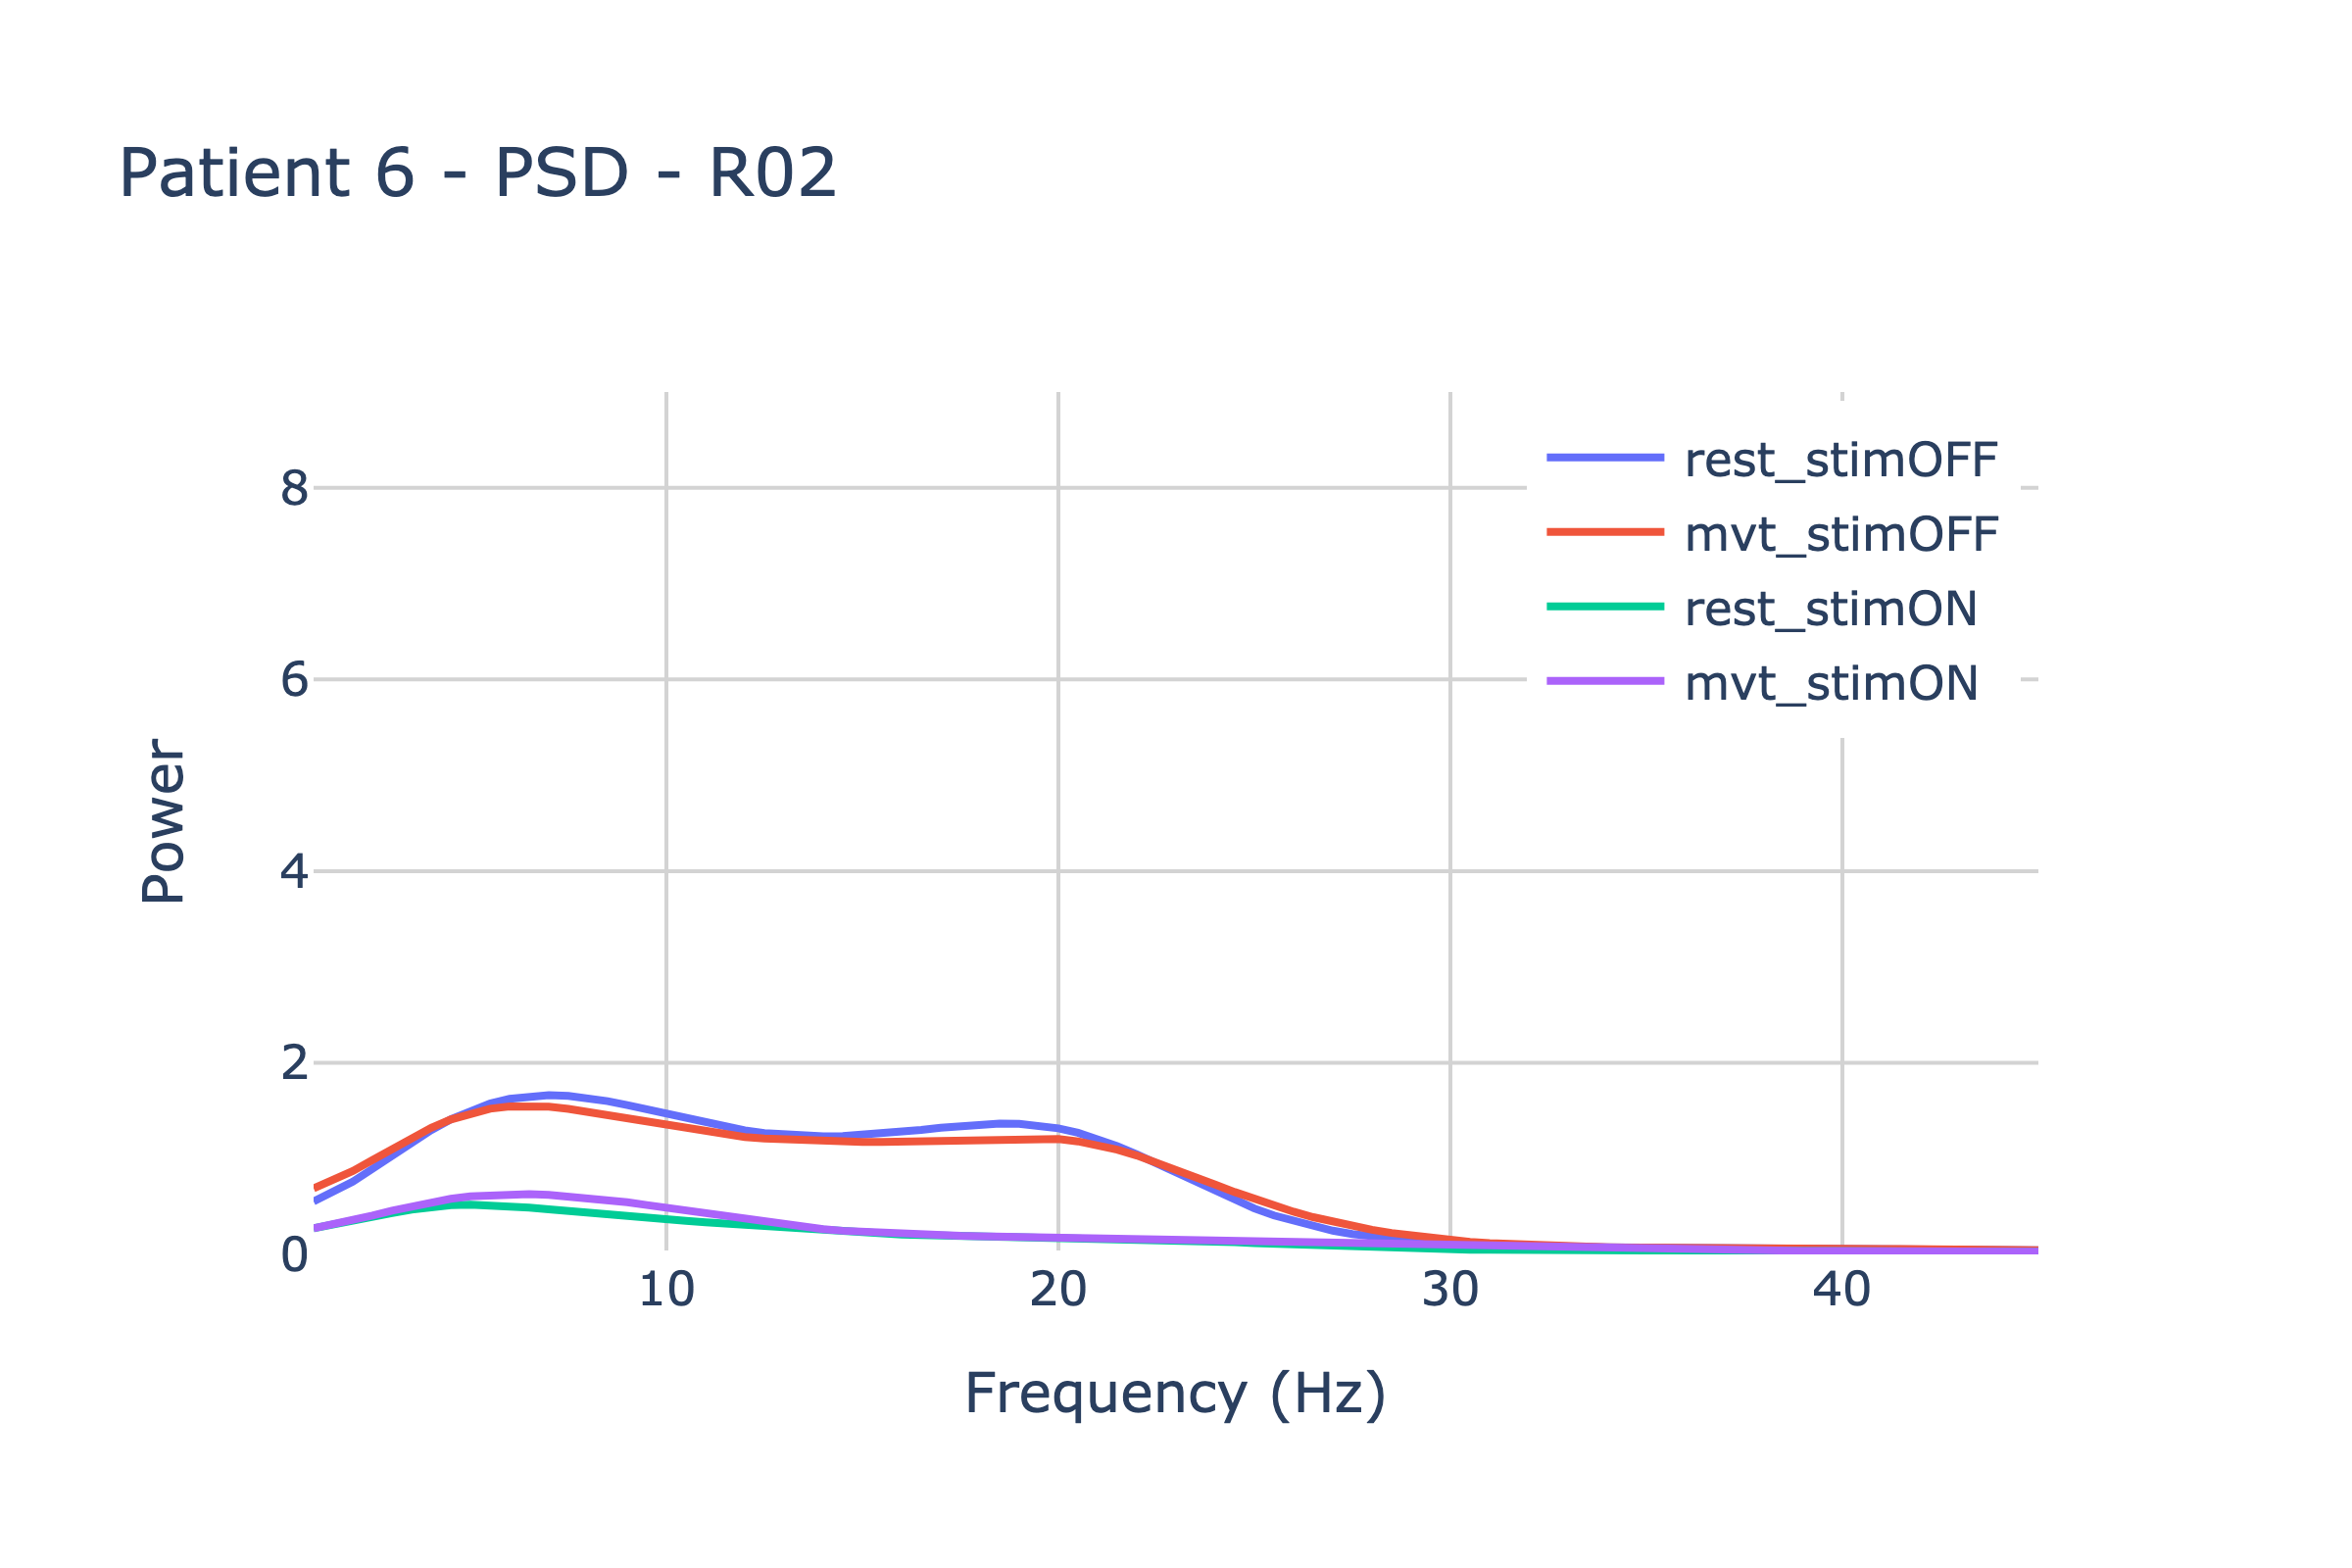 Patient 6 - PSD - R02
rest_stimOFF
mvt_stimOFF
rest_stimON
mvt_stimON
8
6
4
2
0
Power
10 20 30 40
Frequency (Hz)